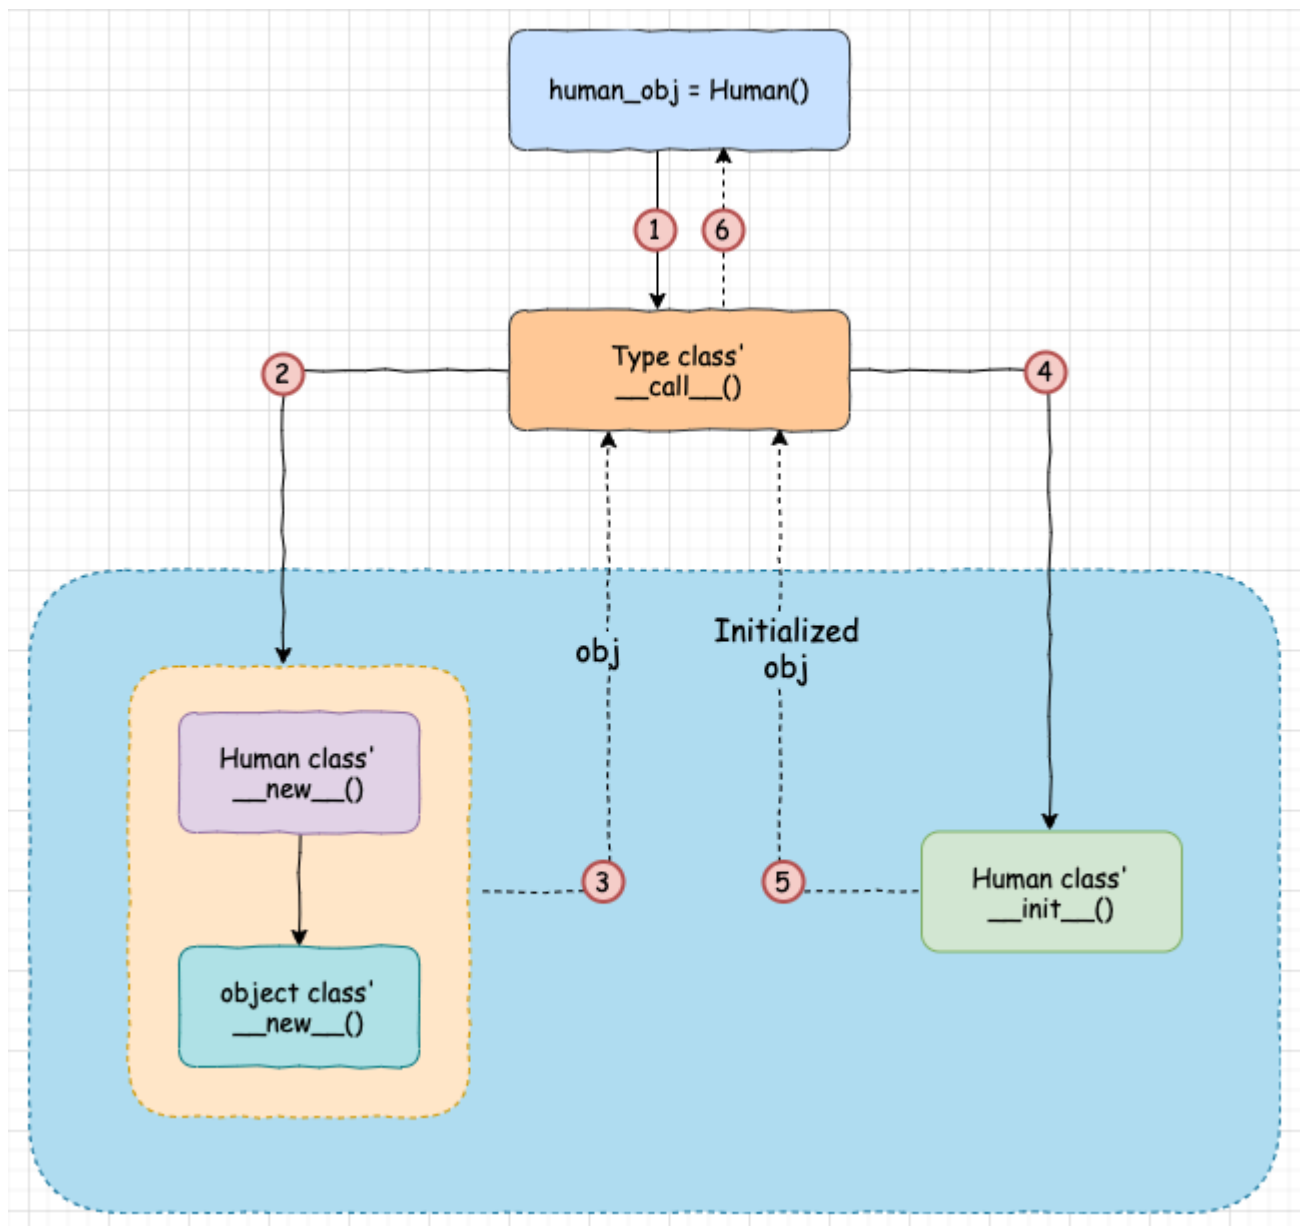 human_obj = Human()
1
6
Type class'
__call__()
2
4
obj
Initialized
obj
Human class'
__new__()
3
5
Human class'
__init__()
object class'
__new__()